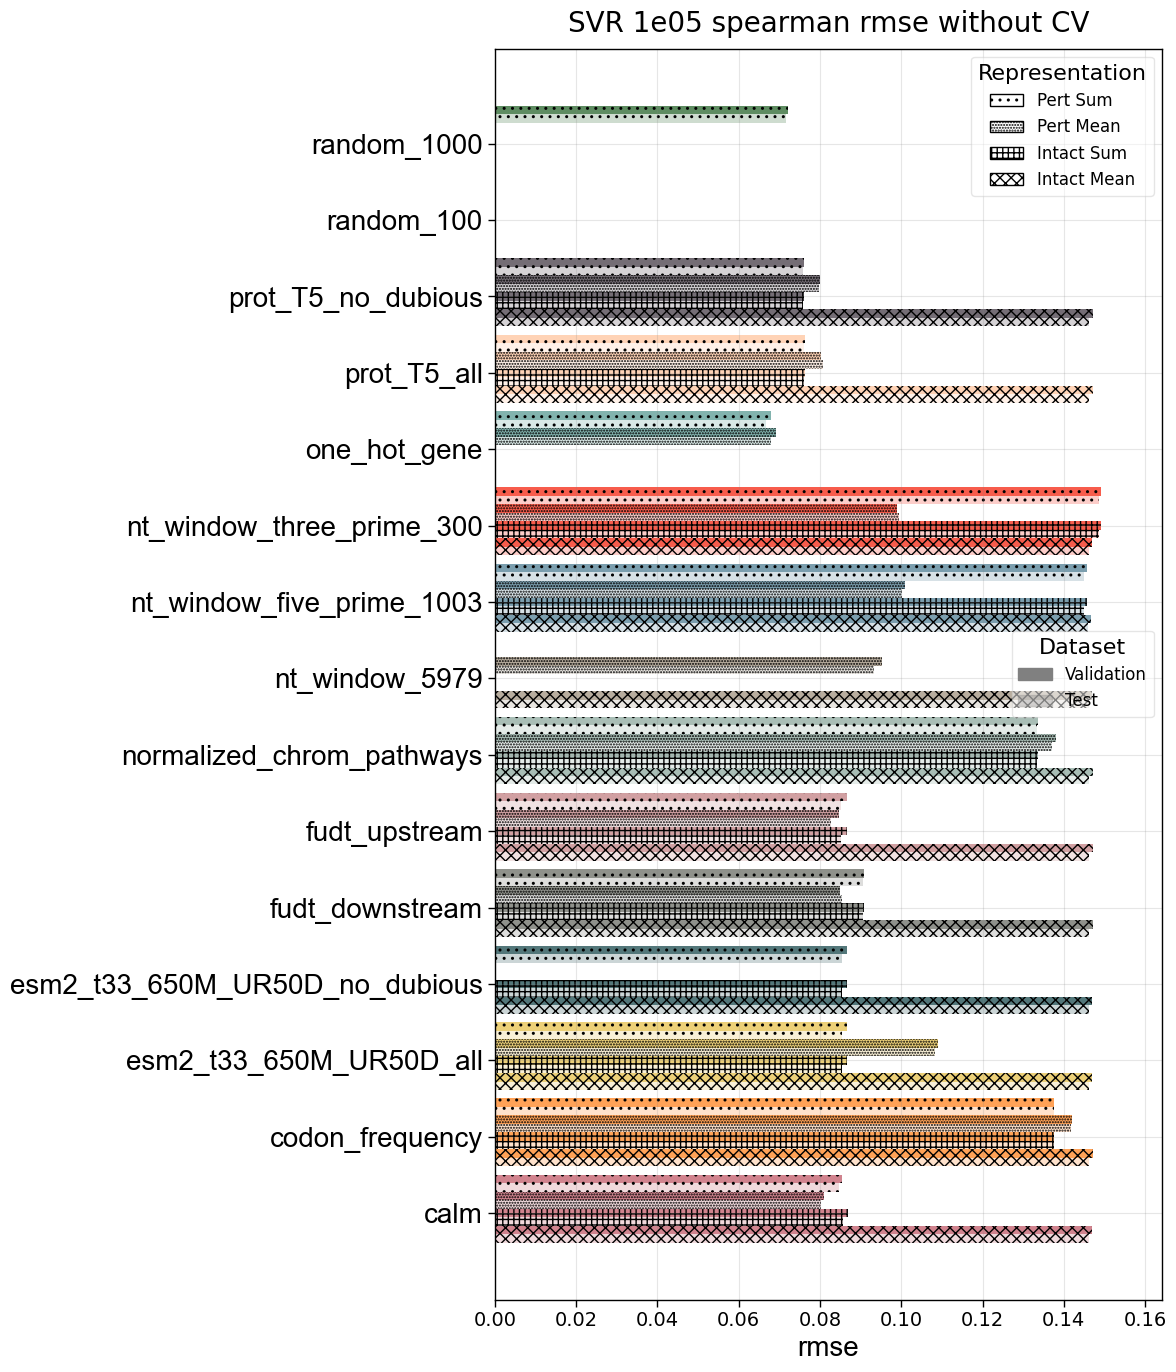 SVR 1e05 spearman rmse without CV
Representation
Pert Sum
Pert Mean
Intact Sum
Intact Mean
random_1000
random_100
prot_T5_no_dubious
prot_T5_all
one_hot_gene
nt_window_three_prime_300
nt_window_five_prime_1003
Dataset
Validation
Test
nt_window_5979
normalized_chrom_pathways
fudt_upstream
fudt_downstream
esm2_t33_650M_UR50D_no_dubious
esm2_t33_650M_UR50D_all
codon_frequency
calm
0.00 0.02 0.04 0.06 0.08 0.10 0.12 0.14 0.16
rmse